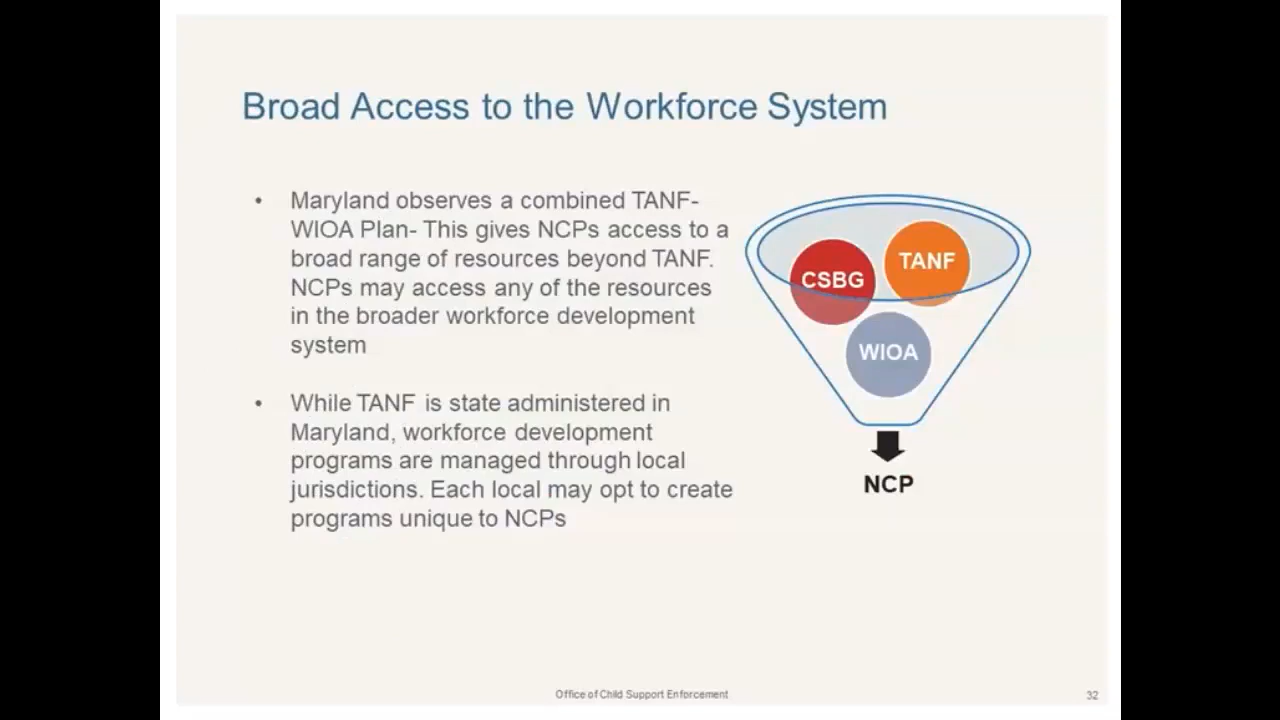 Broad Access to the Workforce System
• Maryland observes a combined TANF-
WIOA Plan- This gives NCPs access to a
broad range of resources beyond TANF.
NCPs may access any of the resources
in the broader workforce development
system
• While TANF is state administered in
Maryland, workforce development
programs are managed through local
jurisdictions. Each local may opt to create
programs unique to NCPs
TANF
CSBG
WIOA
NCP
Office of Child Support Enforcement
32